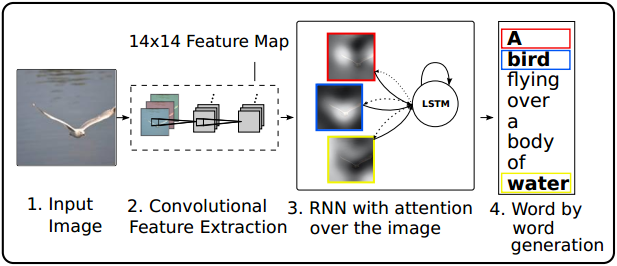 14x14 Feature Map
LSTM
A
bird
flying
over
a
body
of
water
1. Input
Image
2. Convolutional
Feature Extraction
3. RNN with attention
over the image
4. Word by
word
generation